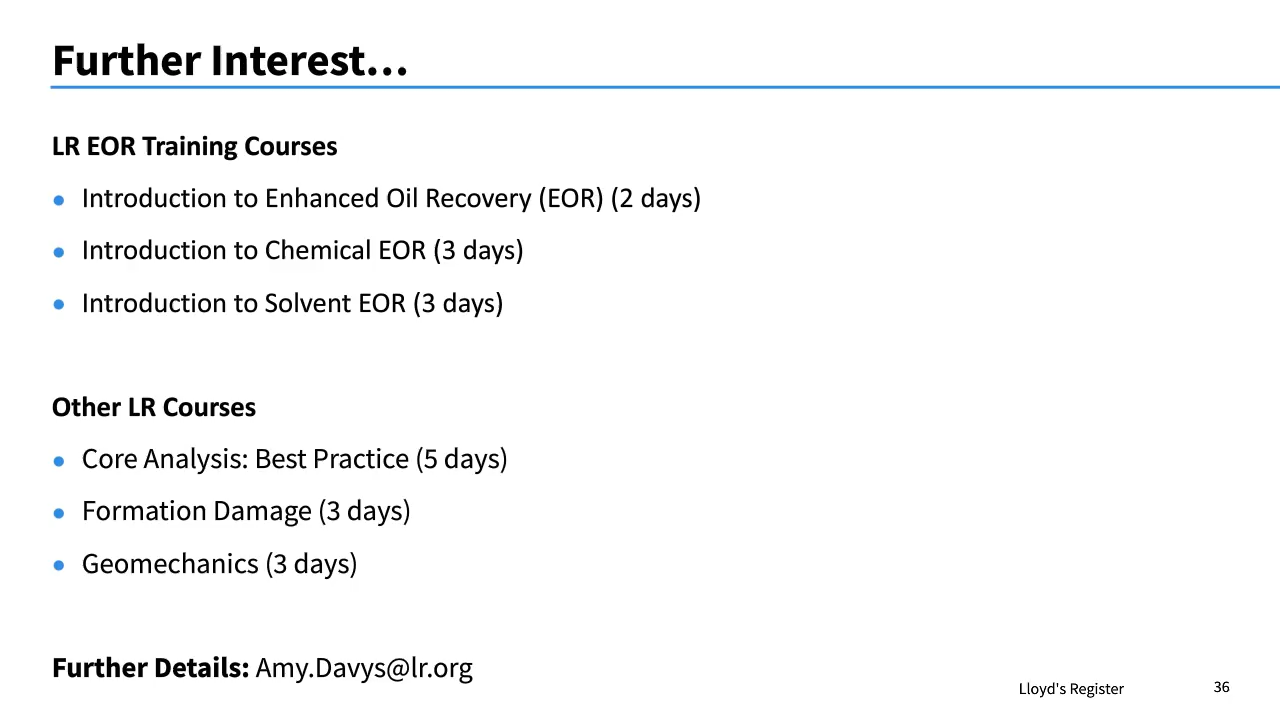 Further Interest…
LR EOR Training Courses
• Introduction to Enhanced Oil Recovery (EOR) (2 days)
• Introduction to Chemical EOR (3 days)
• Introduction to Solvent EOR (3 days)
Other LR Courses
• Core Analysis: Best Practice (5 days)
• Formation Damage (3 days)
• Geomechanics (3 days)
Further Details: Amy.Davys@lr.org
Lloyd's Register 36